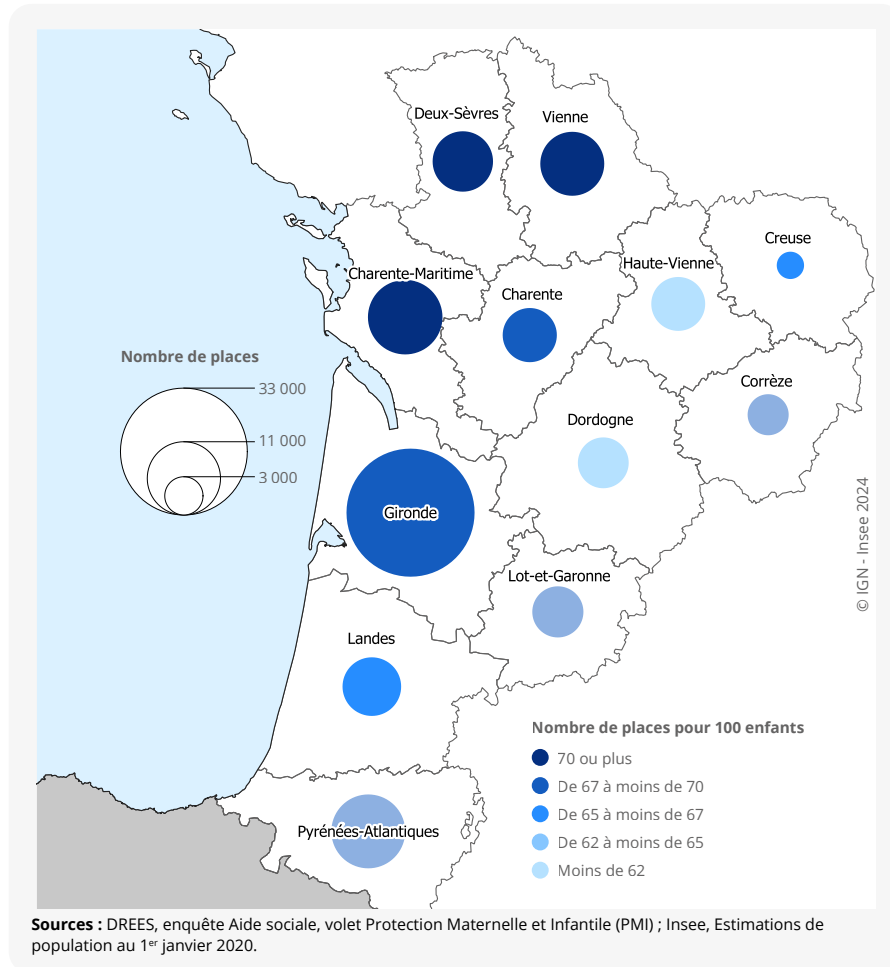 Deux-Sèvres
Vienne
Creuse
Haute-Vienne
Charente-Maritime
Charente
Nombre de places
33 000
11 000
3 000
Corrèze
Dordogne
Gironde
Lot-et-Garonne
Landes
Pyrénées-Atlantiques
© IGN - Insee 2024
Nombre de places pour 100 enfants
70 ou plus
De 67 à moins de 70
De 65 à moins de 67
De 62 à moins de 65
Moins de 62
Sources : DREES, enquête Aide sociale, volet Protection Maternelle et Infantile (PMI) ; Insee, Estimations de
population au 1er janvier 2020.